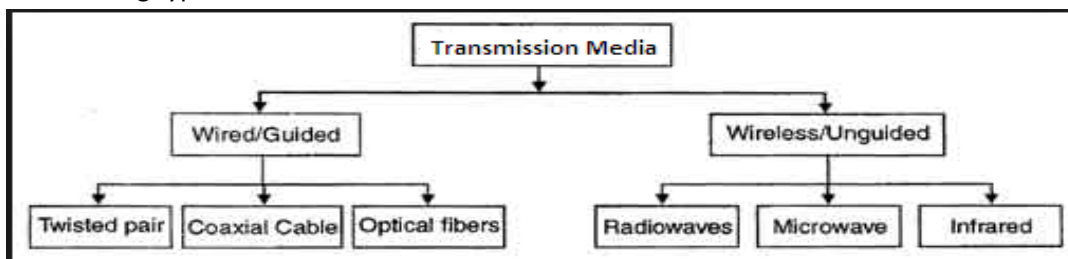 Transmission Media
Wired/Guided
Wireless/Unguided
Twisted pair
Coaxial Cable
Optical fibers
Radiowaves
Microwave
Infrared